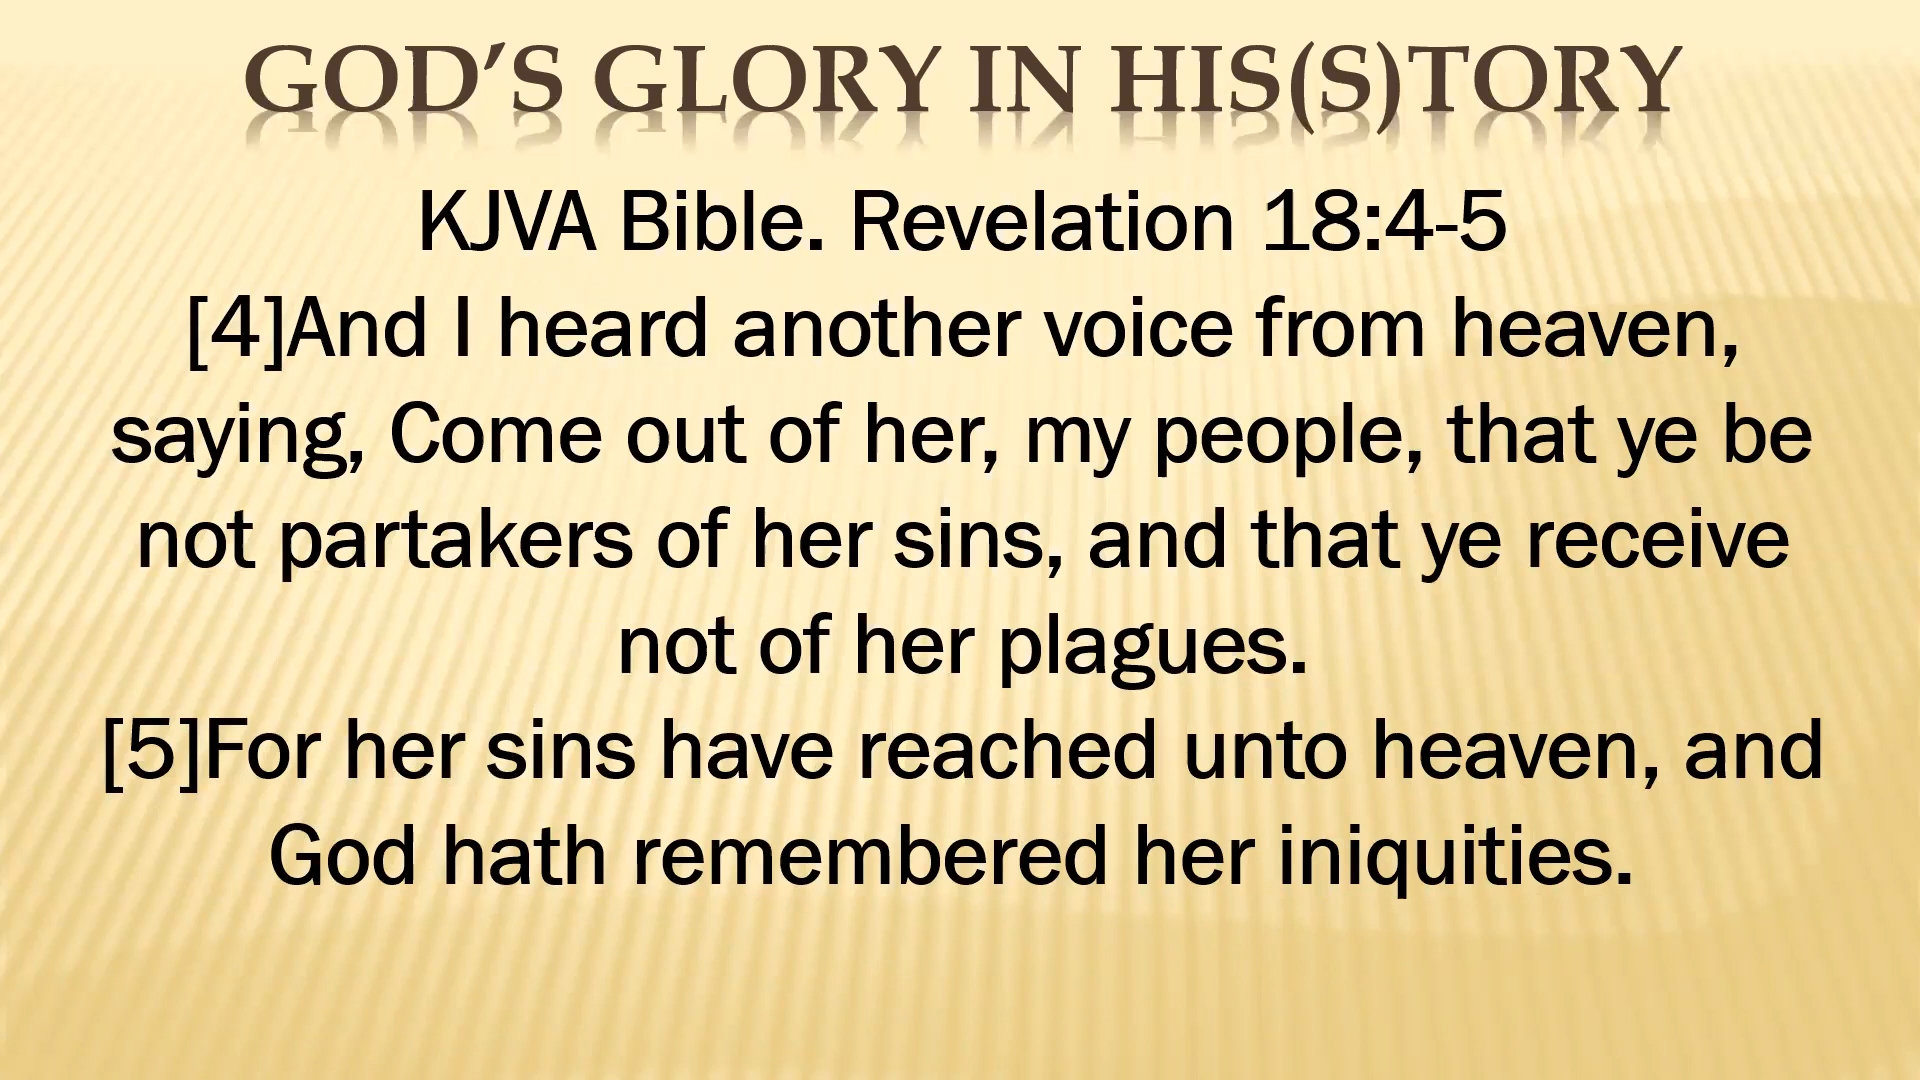 GOD’S GLORY IN HIS(S)TORY
KJVA Bible. Revelation 18:4-5
[4]And I heard another voice from heaven,
saying, Come out of her, my people, that ye be
not partakers of her sins, and that ye receive
not of her plagues.
[5]For her sins have reached unto heaven, and
God hath remembered her iniquities.